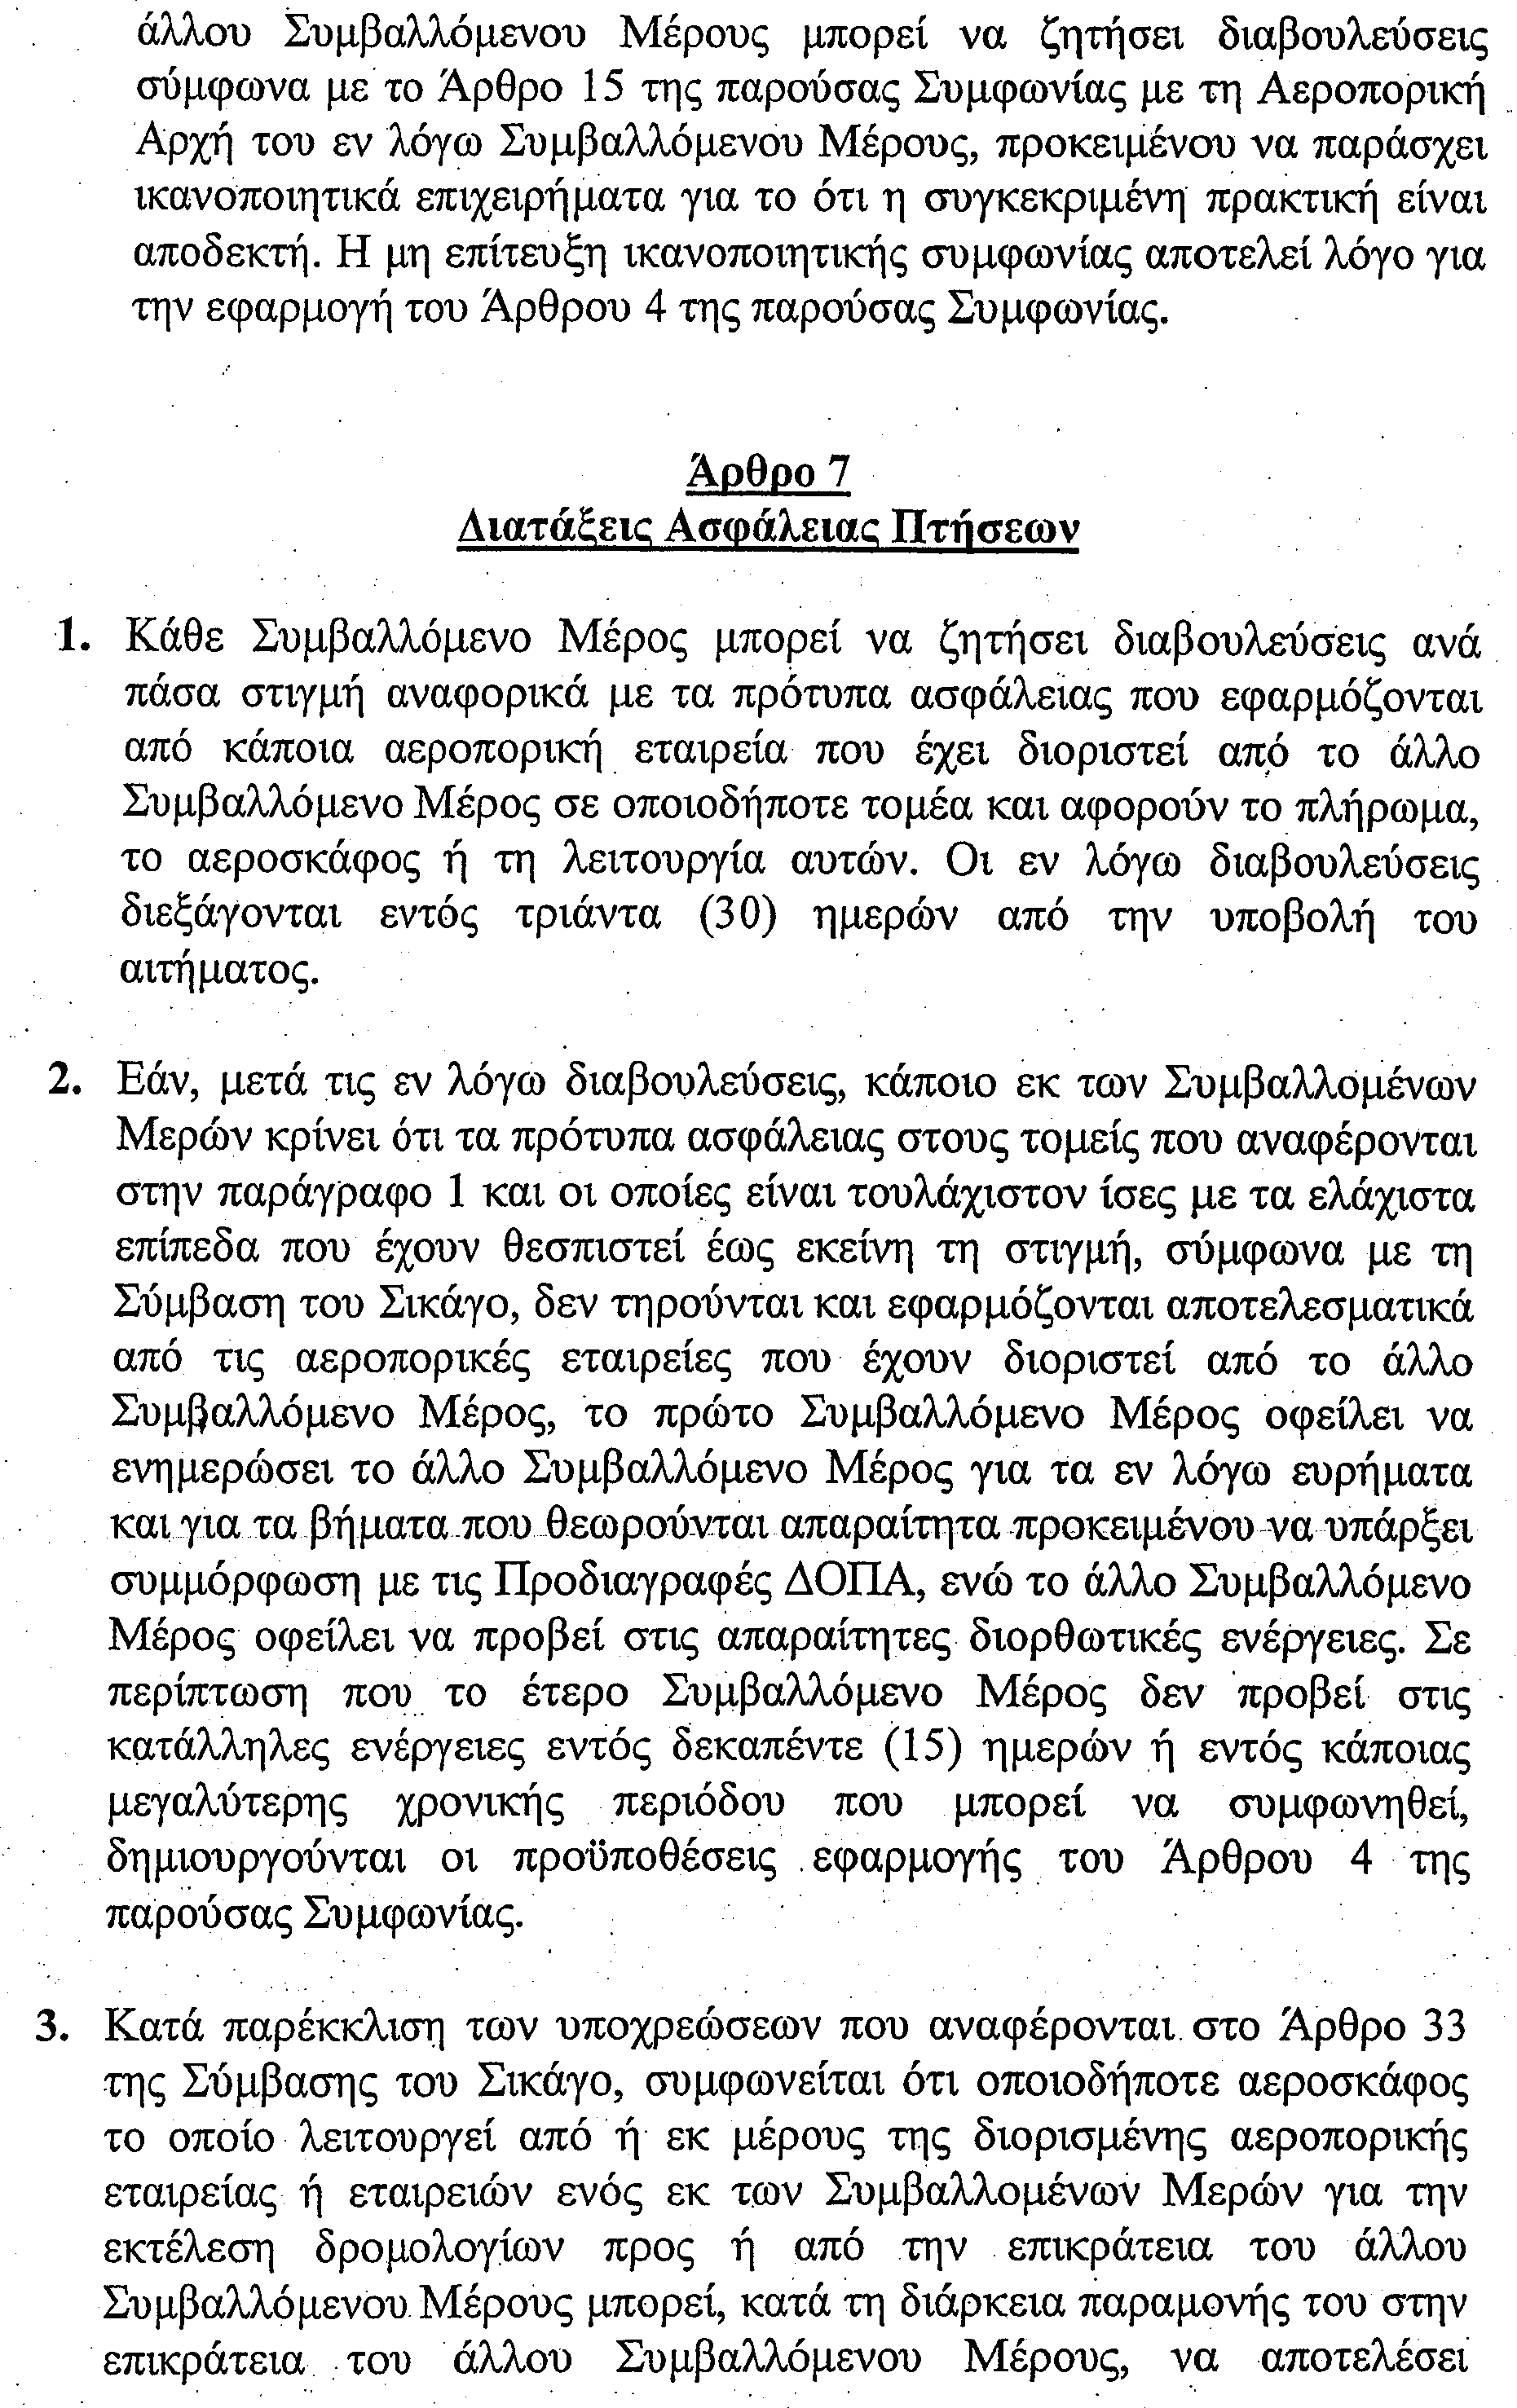 άλλου Συμβαλλόμενου Μέρους μπορεί να ζητήσει διαβουλεύσεις
σύμφωνα με το Άρθρο 15 της παρούσας Συμφωνίας με τη Αεροπορική
Αρχή του εν λόγω Συμβαλλόμενου Μέρους, προκειμένου να παράσχει
ικανοποιητικά επιχειρήματα για το ότι η συγκεκριμένη πρακτική είναι
αποδεκτή. Η μη επίτευξη ικανοποιητικής συμφωνίας αποτελεί λόγο για
την εφαρμογή του Άρθρου 4 της παρούσας Συμφωνίας.
Άρθρο 7
Διατάξεις Ασφάλειας Πτήσεων
1. Κάθε Συμβαλλόμενο Μέρος μπορεί να ζητήσει διαβουλεύσεις ανά
πάσα στιγμή αναφορικά με τα πρότυπα ασφάλειας που εφαρμόζονται
από κάποια αεροπορική εταιρεία που έχει διοριστεί από το άλλο
Συμβαλλόμενο Μέρος σε οποιοδήποτε τομέα και αφορούν το πλήρωμα,
το αεροσκάφος ή τη λειτουργία αυτών. Οι εν λόγω διαβουλεύσεις
διεξάγονται εντός τριάντα (30) ημερών από την υποβολή του
αιτήματος.
2. Εάν, μετά τις εν λόγω διαβουλεύσεις, κάποιο εκ των Συμβαλλομένων
Μερών κρίνει ότι τα πρότυπα ασφάλειας στους τομείς που αναφέρονται
στην παράγραφο 1 και οι οποίες είναι τουλάχιστον ίσες με τα ελάχιστα
επίπεδα που έχουν θεσπιστεί έως εκείνη τη στιγμή, σύμφωνα με τη
Σύμβαση του Σικάγο, δεν τηρούνται και εφαρμόζονται αποτελεσματικά
από τις αεροπορικές εταιρείες που έχουν διοριστεί από το άλλο
Συμβαλλόμενο Μέρος, το πρώτο Συμβαλλόμενο Μέρος οφείλει να
ενημερώσει το άλλο Συμβαλλόμενο Μέρος για τα εν λόγω ευρήματα
και για τα βήματα που θεωρούνται απαραίτητα προκειμένου να υπάρξει
συμμόρφωση με τις Προδιαγραφές ΔΟΠΑ, ενώ το άλλο Συμβαλλόμενο
Μέρος οφείλει να προβεί στις απαραίτητες διορθωτικές ενέργειες. Σε
περίπτωση που το έτερο Συμβαλλόμενο Μέρος δεν προβεί στις
κατάλληλες ενέργειες εντός δεκαπέντε (15) ημερών ή εντός κάποιας
μεγαλύτερης χρονικής περιόδου που μπορεί να συμφωνηθεί,
δημιουργούνται οι προϋποθέσεις εφαρμογής του Άρθρου 4 της
παρούσας Συμφωνίας.
3. Κατά παρέκκλιση των υποχρεώσεων που αναφέρονται στο Άρθρο 33
της Σύμβασης του Σικάγο, συμφωνείται ότι οποιοδήποτε αεροσκάφος
το οποίο λειτουργεί από ή εκ μέρους της διορισμένης αεροπορικής
εταιρείας ή εταιρειών ενός εκ των Συμβαλλομένων Μερών για την
εκτέλεση δρομολογίων προς ή από την επικράτεια του άλλου
Συμβαλλόμενου Μέρους μπορεί, κατά τη διάρκεια παραμονής του στην
επικράτεια του άλλου Συμβαλλόμενου Μέρους, να αποτελέσει